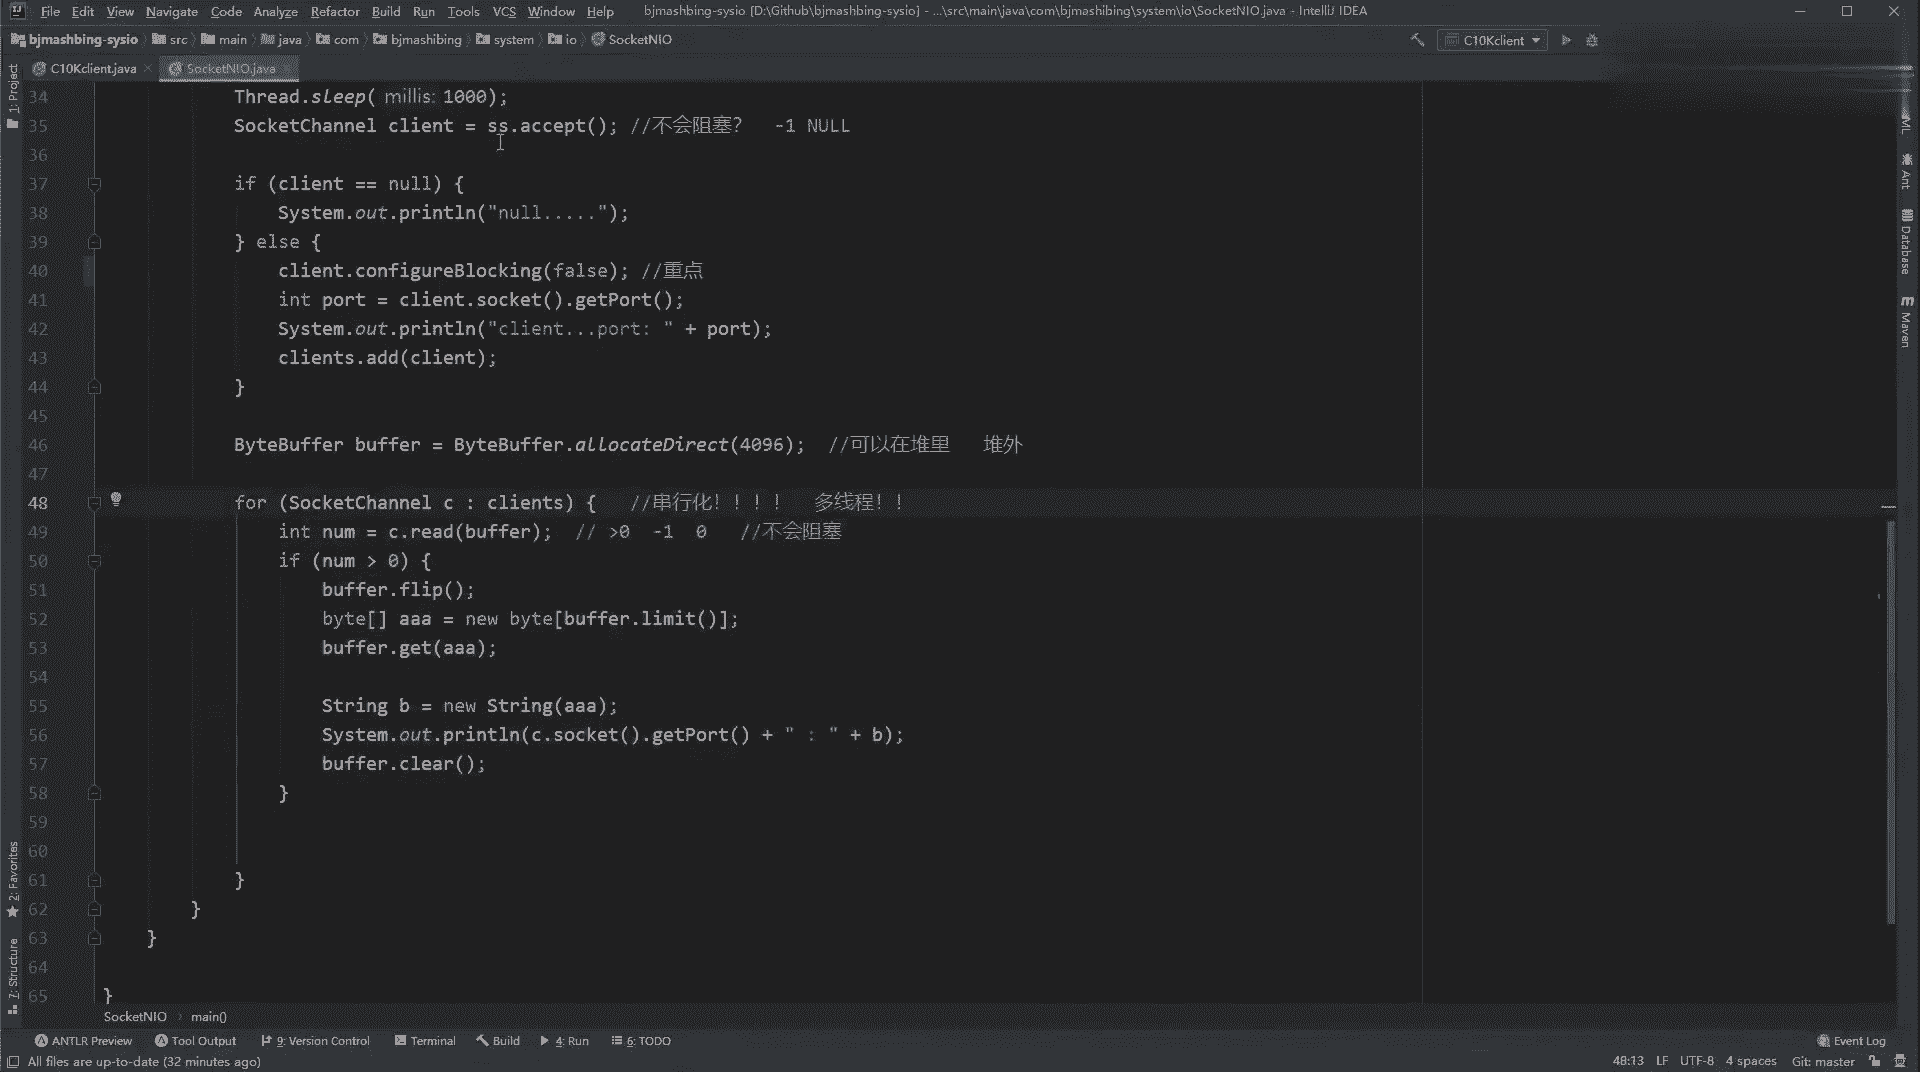 File Edit View Navigate Code Analyze Refactor Build Run Tools VCS Window Help bjmashbing-sysio [D:\Github\bjmashbing-sysio] - ...\src\main\java\com\bjmashibing\system\io\SocketNIO.java - IntelliJ IDEA
bjmashbing-sysio src main java com bjmashibing system io SocketNIO C10Kclient
C10Kclient.java SocketNIO.java
1: Project
34 Thread.sleep( millis: 1000);
35 SocketChannel client = ss.accept(); //不会阻塞? -1 NULL
36
37 if (client == null) {
38 System.out.println("null.....");
39 } else {
40 client.configureBlocking(false); //重点
41 int port = client.socket().getPort();
42 System.out.println("client...port: " + port);
43 clients.add(client);
44 }
45
46 ByteBuffer buffer = ByteBuffer.allocateDirect(4096); //可以在堆里 堆外
47
48 for (SocketChannel c : clients) { //串行化!!!! 多线程!!
49 int num = c.read(buffer); // >0 -1 0 //不会阻塞
50 if (num > 0) {
51 buffer.flip();
52 byte[] aaa = new byte[buffer.limit()];
53 buffer.get(aaa);
54
55 String b = new String(aaa);
56 System.out.println(c.socket().getPort() + " : " + b);
57 buffer.clear();
58 }
59
60
61 }
62 }
63 }
64
65 }
2: Favorites
7: Structure
Ant
Database
Maven
SocketNIO main()
ANTLR Preview Tool Output 9: Version Control Terminal Build 4: Run 6: TODO Event Log
All files are up-to-date (32 minutes ago) 48:13 LF UTF-8 4 spaces Git: master